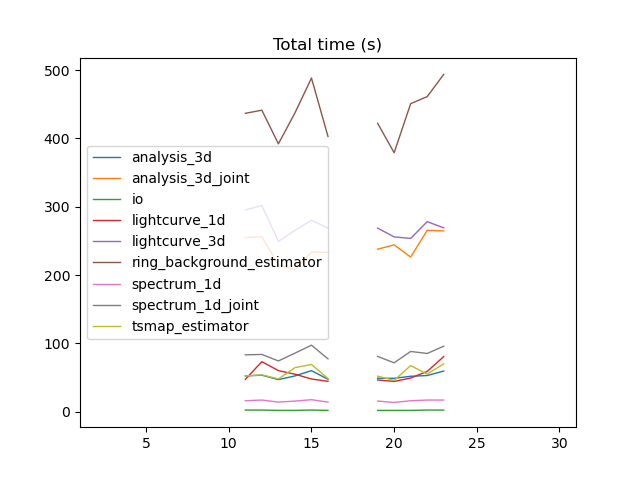 Total time (s)
500
400
300
200
100
0
analysis_3d
analysis_3d_joint
io
lightcurve_1d
lightcurve_3d
ring_background_estimator
spectrum_1d
spectrum_1d_joint
tsmap_estimator
5 10 15 20 25 30